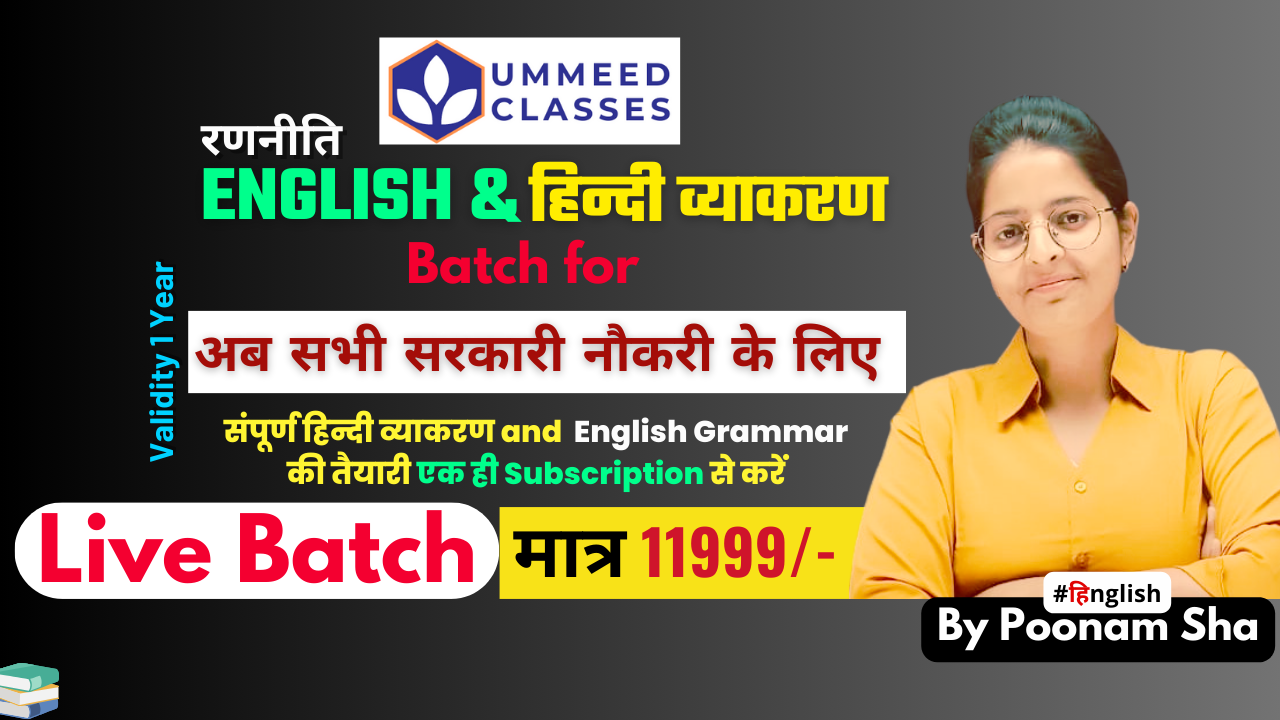 UMMEED
CLASSES
रणनीति
ENGLISH & हिन्दी व्याकरण
Batch for
Validity 1 Year
अब सभी सरकारी नौकरी के लिए
संपूर्ण हिन्दी व्याकरण and English Grammar
की तैयारी एक ही Subscription से करें
Live Batch
मात्र 11999/-
#हिnglish
By Poonam Sha